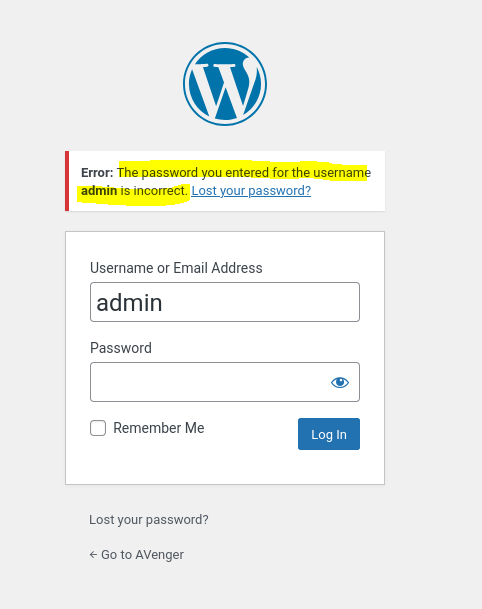 Error: The password you entered for the username
admin is incorrect. Lost your password?
Username or Email Address
admin
Password
Remember Me
Log In
Lost your password?
← Go to AVenger